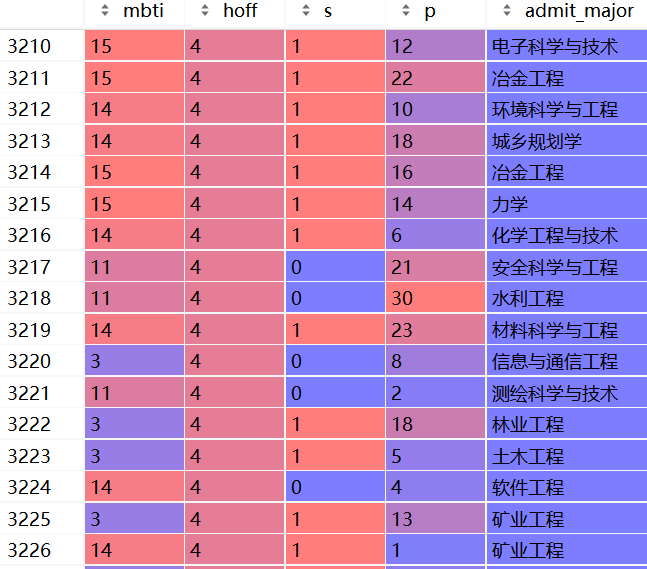 mbti hoff s p admit_major
3210 15 4 1 12 电子科学与技术
3211 15 4 1 22 冶金工程
3212 14 4 1 10 环境科学与工程
3213 14 4 1 18 城乡规划学
3214 15 4 1 16 冶金工程
3215 15 4 1 14 力学
3216 14 4 1 6 化学工程与技术
3217 11 4 0 21 安全科学与工程
3218 11 4 0 30 水利工程
3219 14 4 1 23 材料科学与工程
3220 3 4 0 8 信息与通信工程
3221 11 4 0 2 测绘科学与技术
3222 3 4 1 18 林业工程
3223 3 4 1 5 土木工程
3224 14 4 0 4 软件工程
3225 3 4 1 13 矿业工程
3226 14 4 1 1 矿业工程